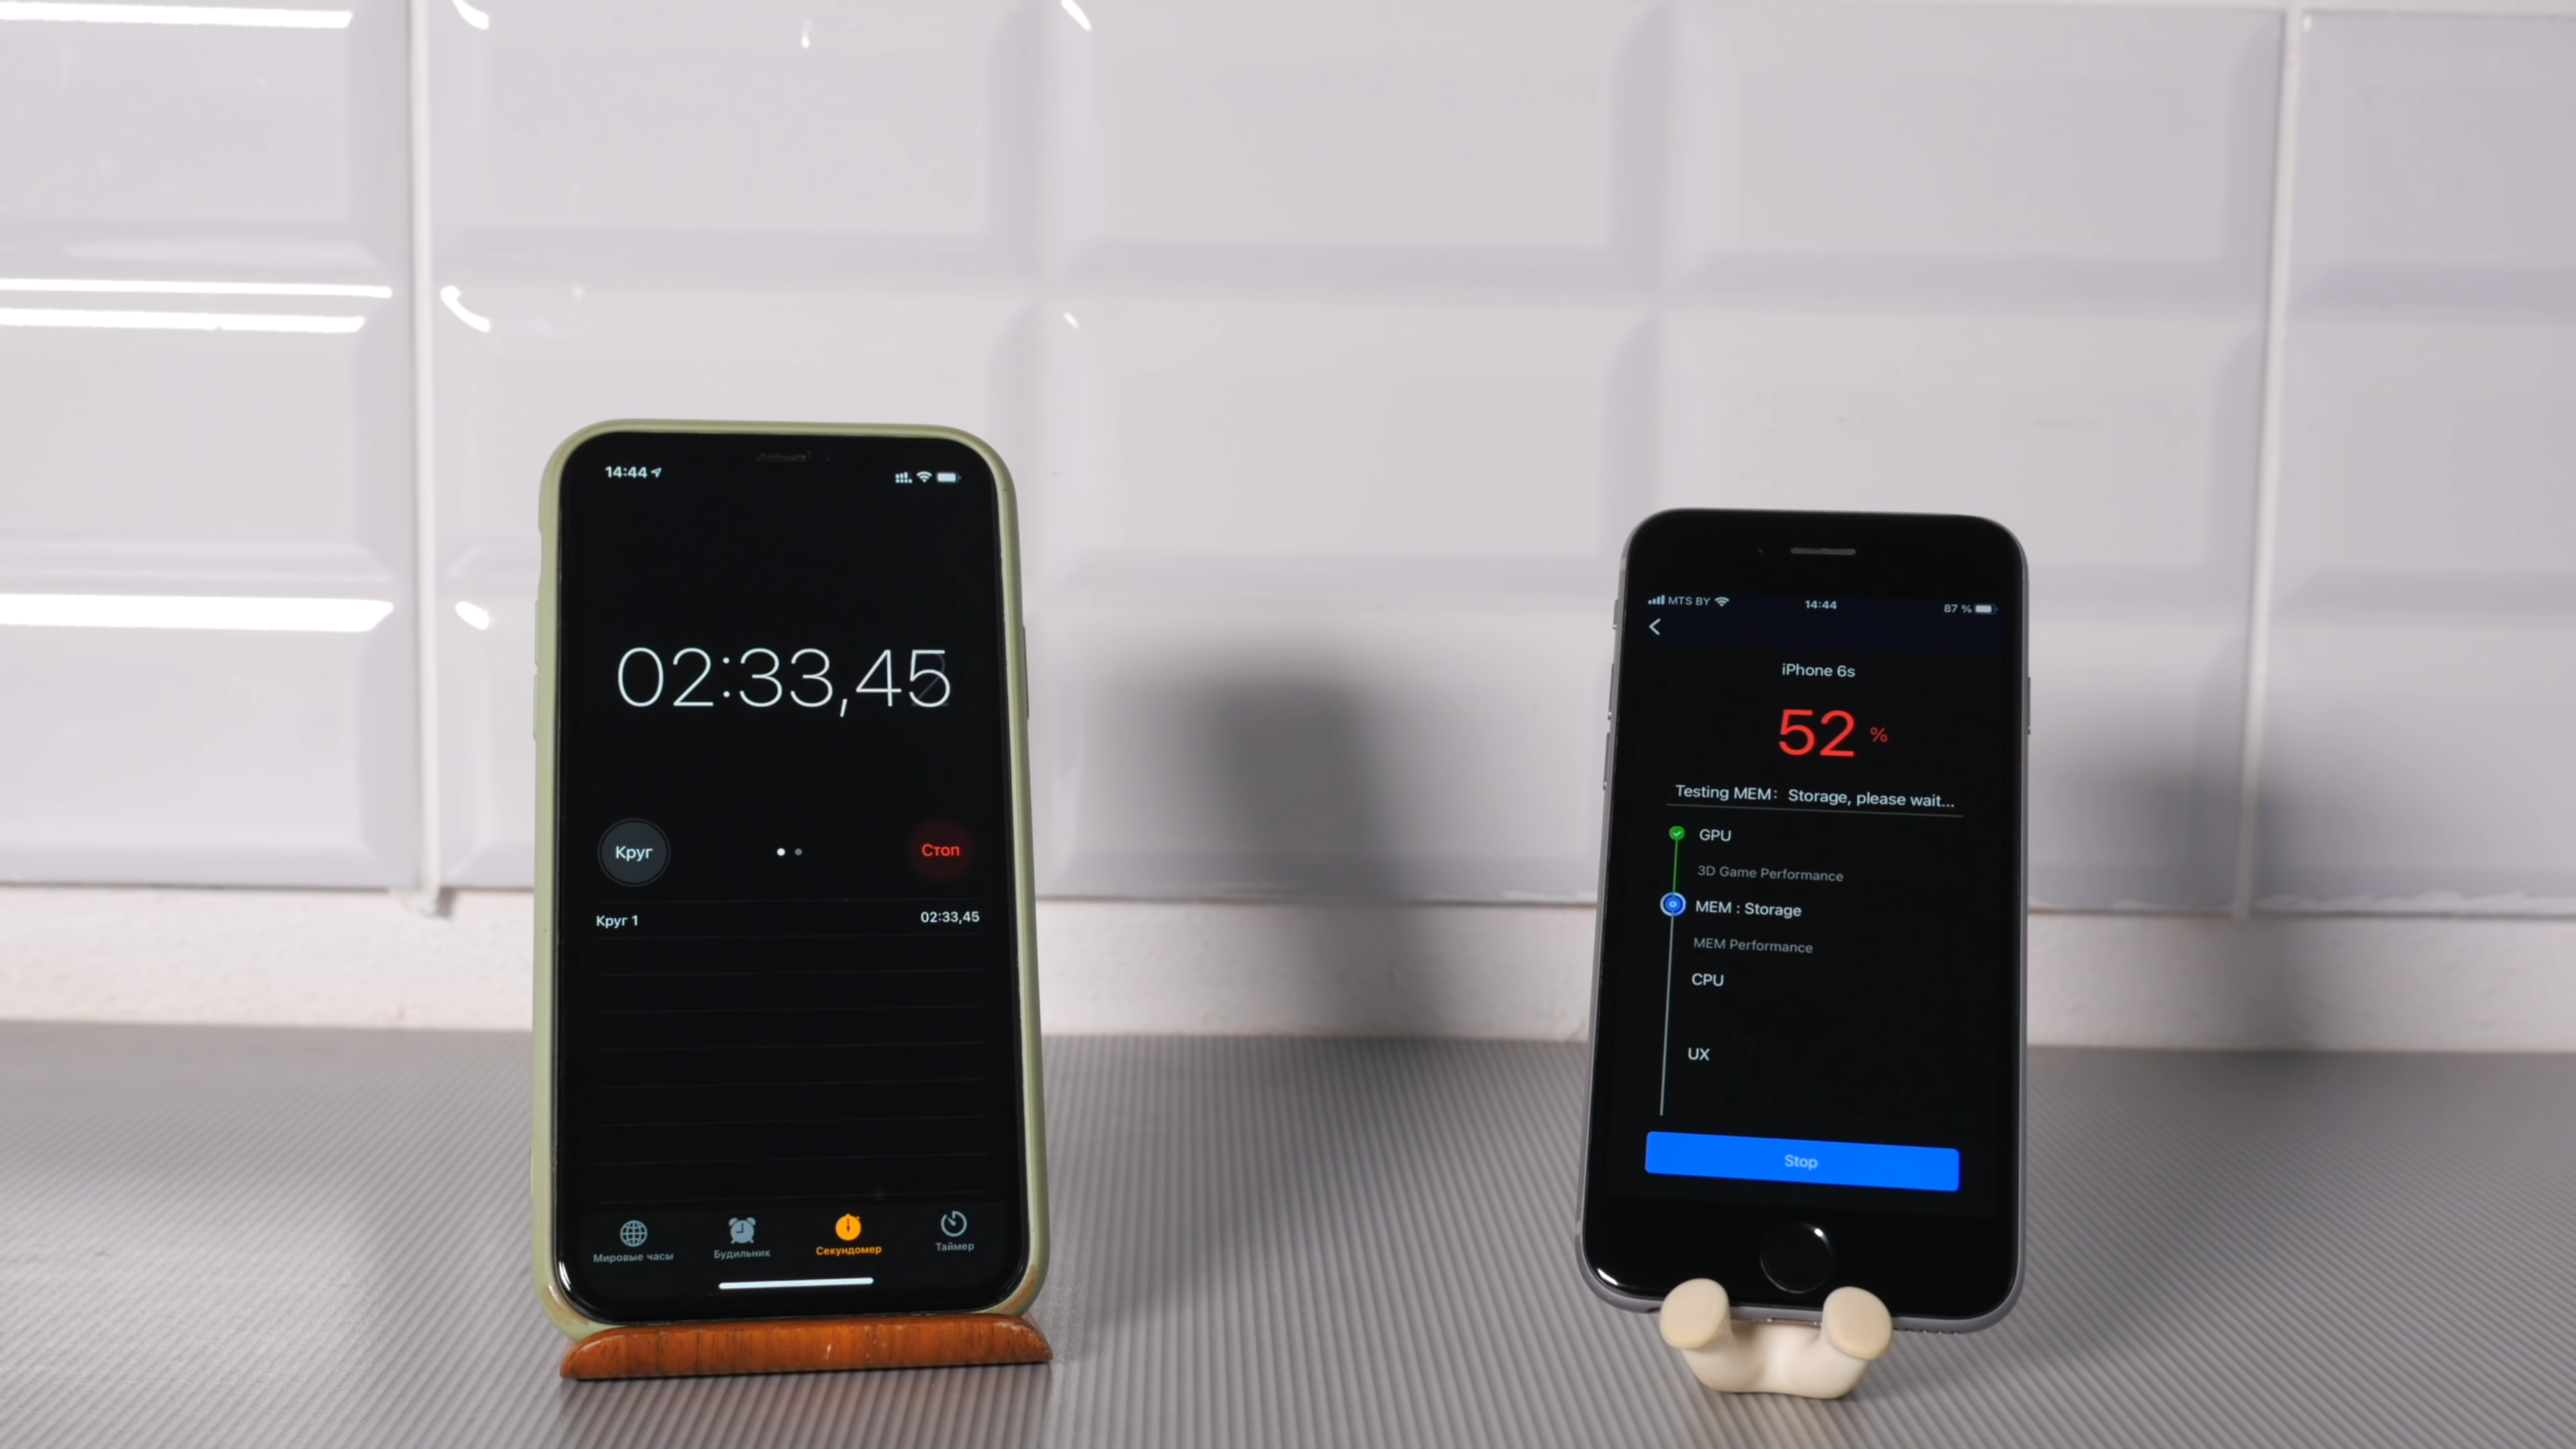 14:44
02:33,45
Круг
Стоп
Круг 1
02:33,45
Мировые часы
Будильник
Секундомер
Таймер
MTS BY
14:44
87 %
iPhone 6s
52 %
Testing MEM: Storage, please wait...
GPU
3D Game Performance
MEM : Storage
MEM Performance
CPU
UX
Stop